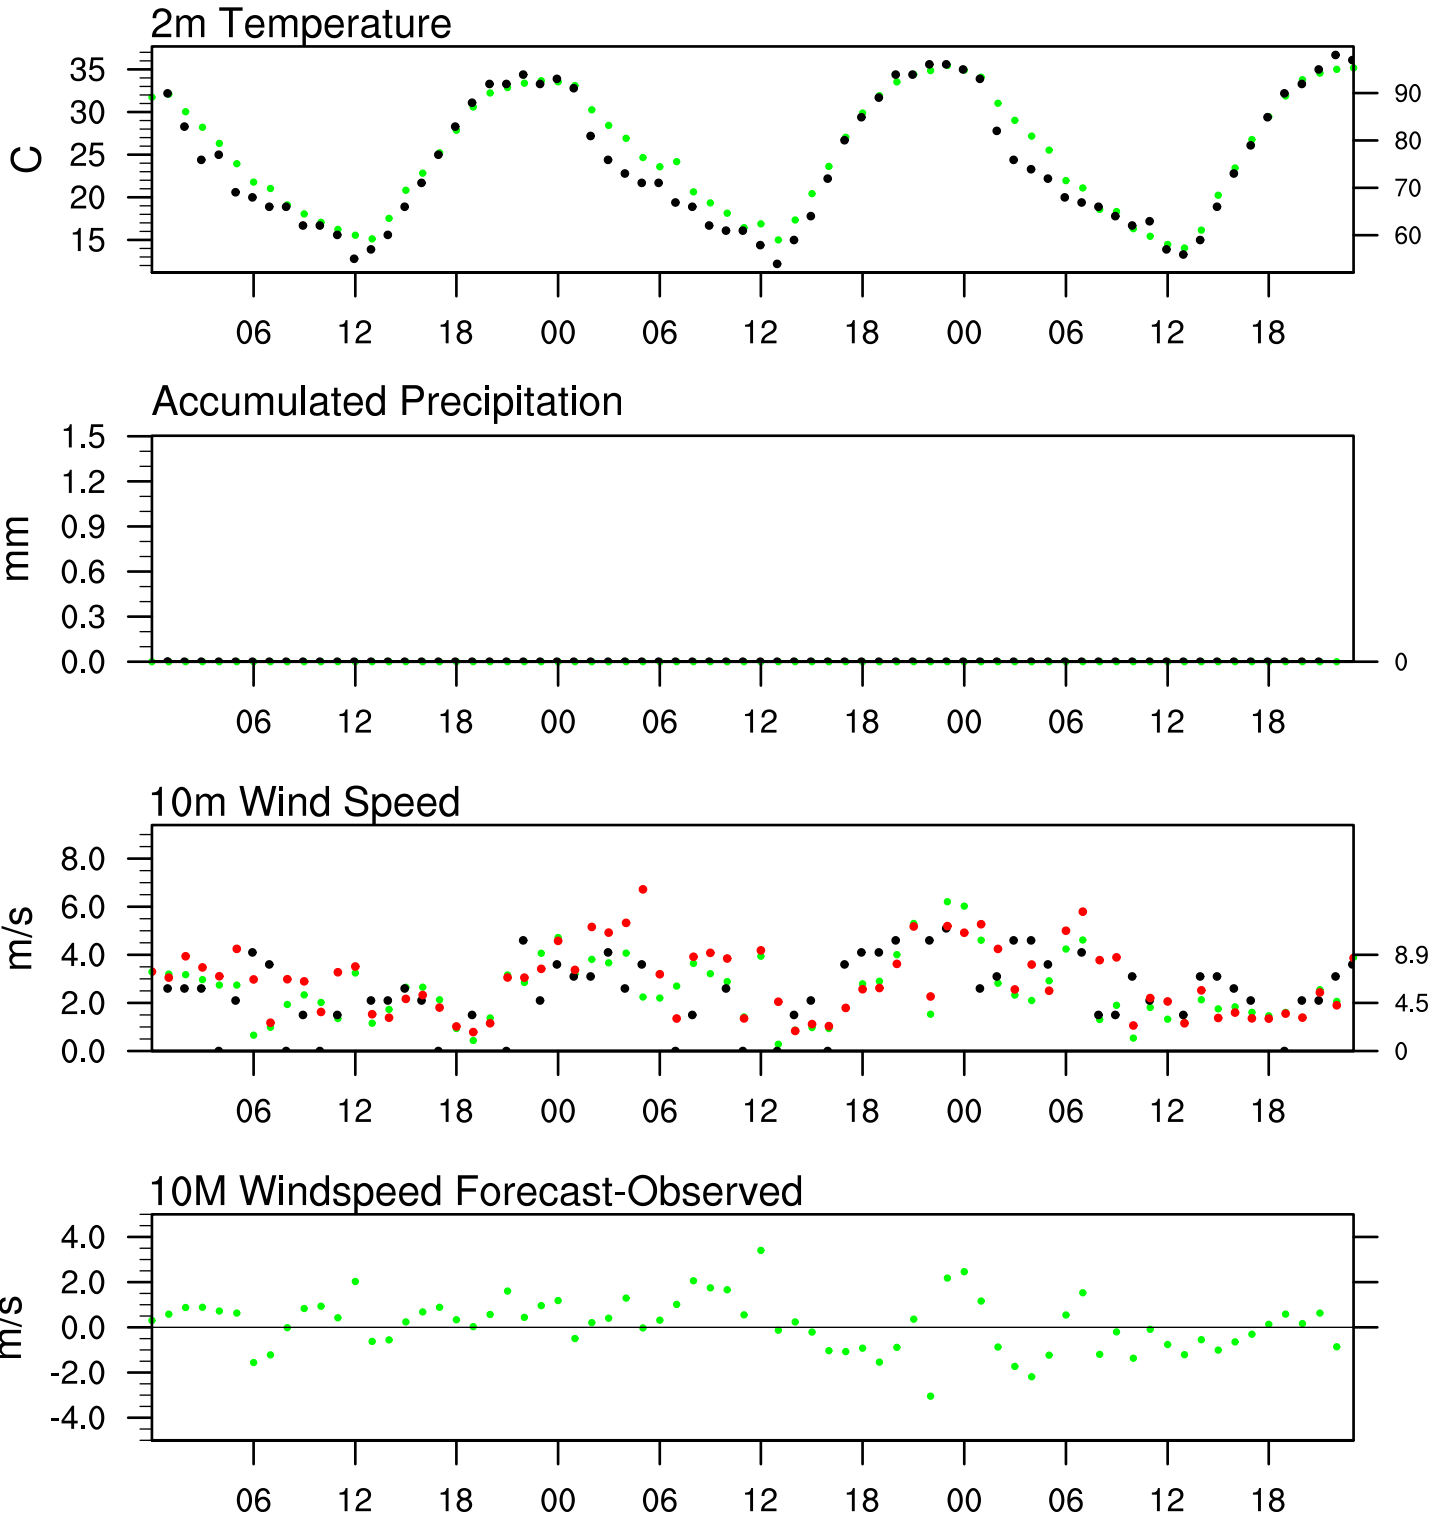 2m Temperature
35
30
25
20
15
C
90
80
70
60
06 12 18 00 06 12 18 00 06 12 18
Accumulated Precipitation
1.5
1.2
0.9
0.6
0.3
0.0
mm
0
06 12 18 00 06 12 18 00 06 12 18
10m Wind Speed
8.0
6.0
4.0
2.0
0.0
m/s
8.9
4.5
0
06 12 18 00 06 12 18 00 06 12 18
10M Windspeed Forecast-Observed
4.0
2.0
0.0
-2.0
-4.0
m/s
06 12 18 00 06 12 18 00 06 12 18